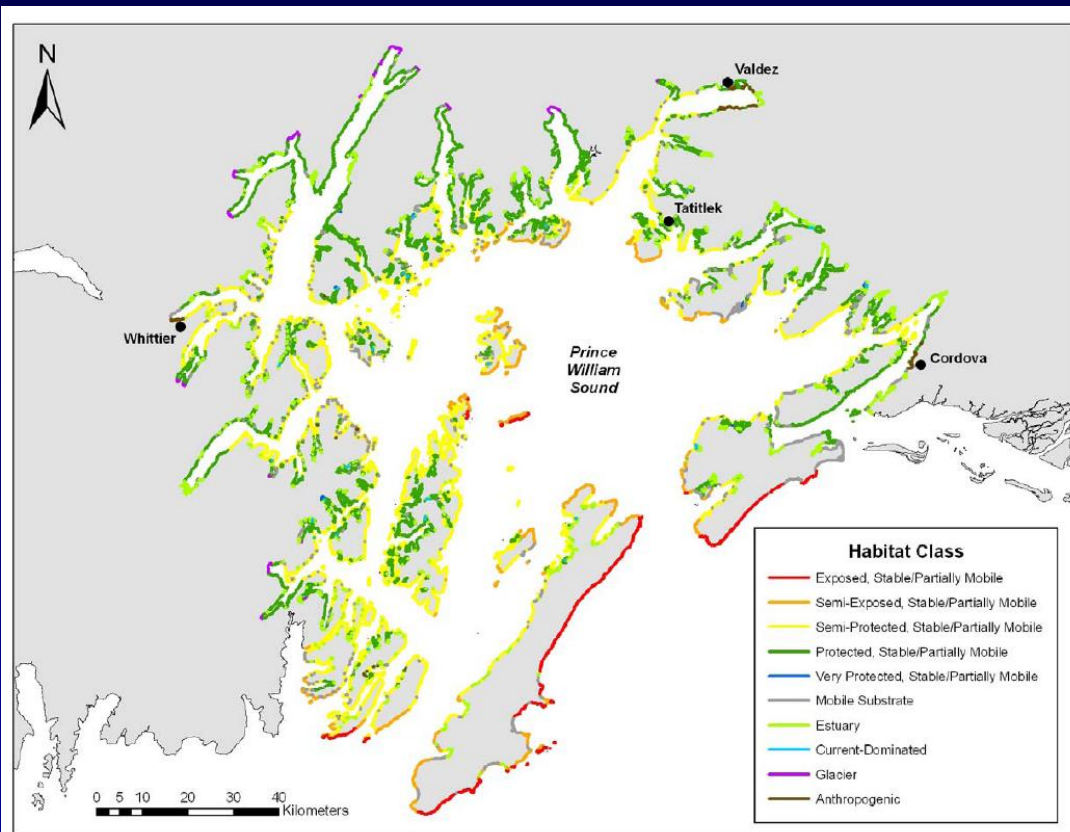 N
Valdez
Tatitlek
Whittier
Prince
William
Sound
Cordova
Habitat Class
Exposed, Stable/Partially Mobile
Semi-Exposed, Stable/Partially Mobile
Semi-Protected, Stable/Partially Mobile
Protected, Stable/Partially Mobile
Very Protected, Stable/Partially Mobile
Mobile Substrate
Estuary
Current-Dominated
Glacier
Anthropogenic
0 5 10 20 30 40
Kilometers